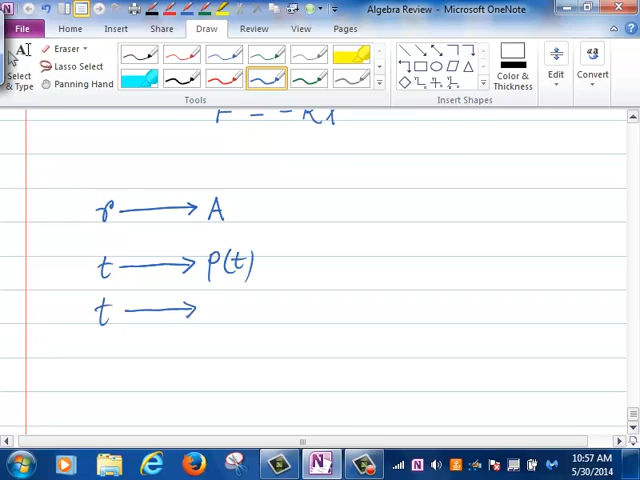 Algebra Review - Microsoft OneNote
File Home Insert Share Draw Review View
Select & Type
Eraser
Lasso Select
Panning Hand
Tools
Color & Thickness
Insert Shapes
Edit
Convert
r → A
t → P(t)
t →
10:57 AM
5/30/2014